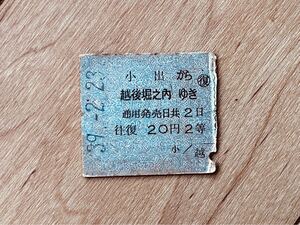 39.-2.23
小出から 復
越後堀之内 ゆき
通用発売日共2日
往復 20円2等
小/越